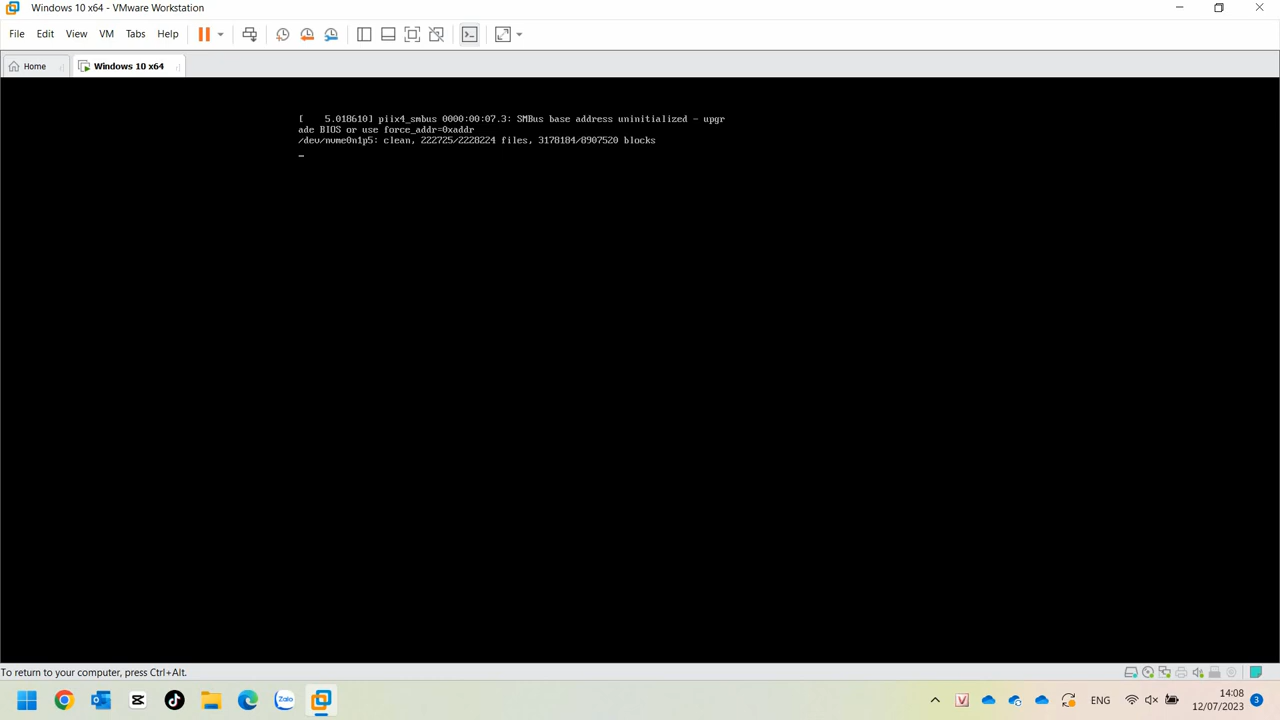 Windows 10 x64 - VMware Workstation
File Edit View VM Tabs Help
Home Windows 10 x64
[    5.018610] piix4_smbus 0000:00:07.3: SMBus base address uninitialized - upgr
ade BIOS or use force_addr=0xaddr
/dev/nvme0n1p5: clean, 222725/2228224 files, 3178184/8907520 blocks
To return to your computer, press Ctrl+Alt.
Zalo
V
ENG
14:08
12/07/2023
3